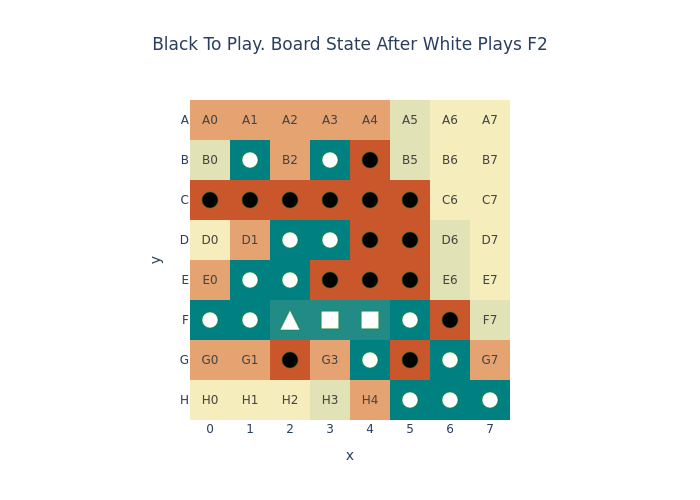 Black To Play. Board State After White Plays F2
A A0 A1 A2 A3 A4 A5 A6 A7
B B0 B2 B5 B6 B7
C C6 C7
D D0 D1 D6 D7
y
E E0 E6 E7
F F7
G G0 G1 G3 G7
H H0 H1 H2 H3 H4
0 1 2 3 4 5 6 7
x